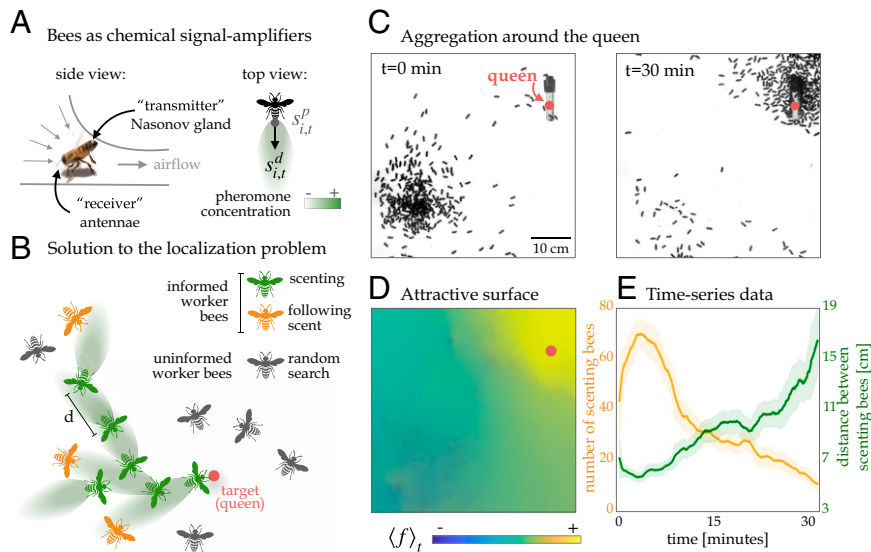 A Bees as chemical signal-amplifiers
side view:
top view:
"transmitter"
Nasonov gland
s^p_{i,t}
s^d_{i,t}
airflow
"receiver"
antennae
pheromone
concentration
- +
B Solution to the localization problem
informed
worker
bees
scenting
following
scent
uninformed
worker bees
random
search
d
target
(queen)
C Aggregation around the queen
t=0 min
queen
10 cm
t=30 min
D Attractive surface
⟨f⟩_t
- +
E Time-series data
80
60
40
20
0
number of scenting bees
19
15
11
7
3
distance between
scenting bees [cm]
0 15 30
time [minutes]